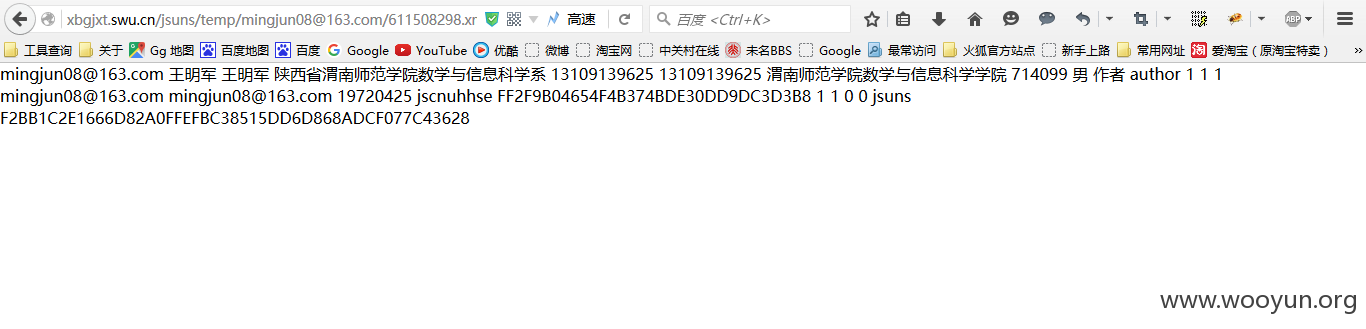 xbgjxt.swu.cn/jsuns/temp/mingjun08@163.com/611508298.xr
高速
百度 <Ctrl+K>
ABP
工具查询 关于 Gg 地图 百度地图 百度 Google YouTube 优酷 微博 淘宝网 中关村在线 未名BBS Google 最常访问 火狐官方站点 新手上路 常用网址 爱淘宝（原淘宝特卖） »
mingjun08@163.com 王明军 王明军 陕西省渭南师范学院数学与信息科学系 13109139625 13109139625 渭南师范学院数学与信息科学学院 714099 男 作者 author 1 1 1
mingjun08@163.com mingjun08@163.com 19720425 jscnuhhse FF2F9B04654F4B374BDE30DD9DC3D3B8 1 1 0 0 jsuns
F2BB1C2E1666D82A0FFEFBC38515DD6D868ADCF077C43628
www.wooyun.org